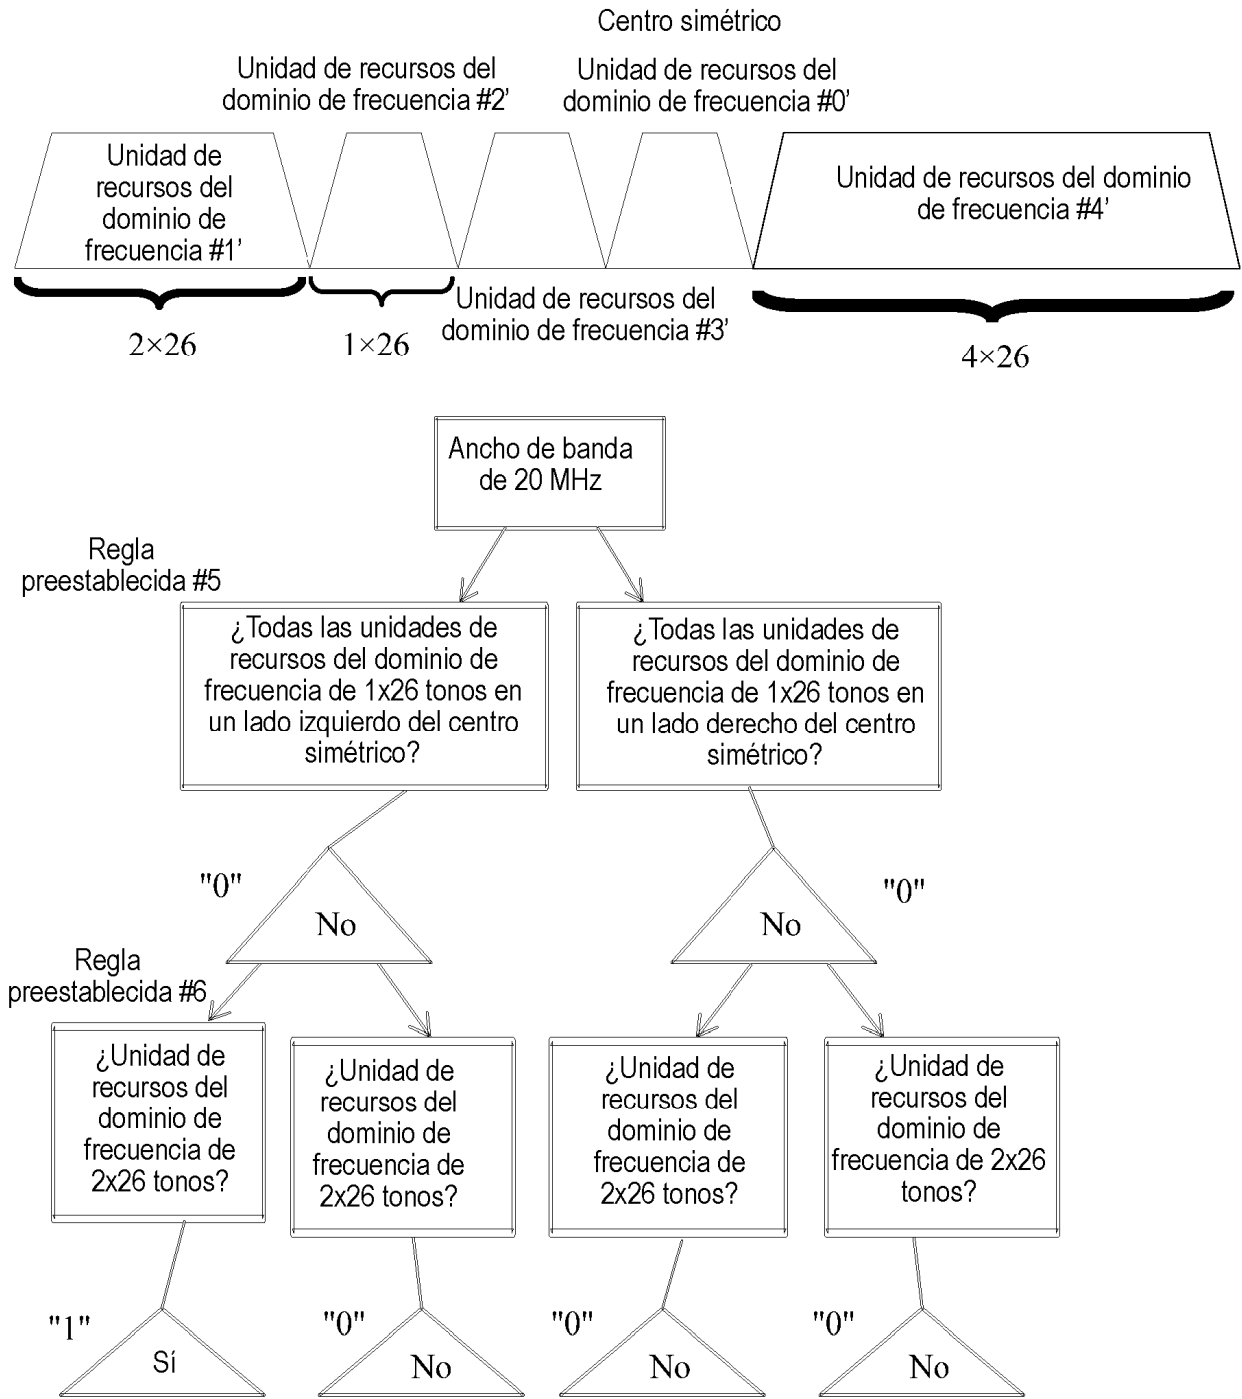 Centro simétrico
Unidad de recursos del
dominio de frecuencia #2'
Unidad de recursos del
dominio de frecuencia #0'
Unidad de
recursos del
dominio de
frecuencia #1'
Unidad de recursos del dominio
de frecuencia #4'
Unidad de recursos del
dominio de frecuencia #3'
2×26
1×26
4×26
Ancho de banda
de 20 MHz
Regla
preestablecida #5
¿Todas las unidades de
recursos del dominio de
frecuencia de 1x26 tonos en
un lado izquierdo del centro
simétrico?
¿Todas las unidades de
recursos del dominio de
frecuencia de 1x26 tonos en
un lado derecho del centro
simétrico?
"0"
No
"0"
No
Regla
preestablecida #6
¿Unidad de
recursos del
dominio de
frecuencia de
2x26 tonos?
¿Unidad de
recursos del
dominio de
frecuencia de
2x26 tonos?
¿Unidad de
recursos del
dominio de
frecuencia de
2x26 tonos?
¿Unidad de
recursos del
dominio de
frecuencia de 2x26
tonos?
"1"
Sí
"0"
No
"0"
No
"0"
No